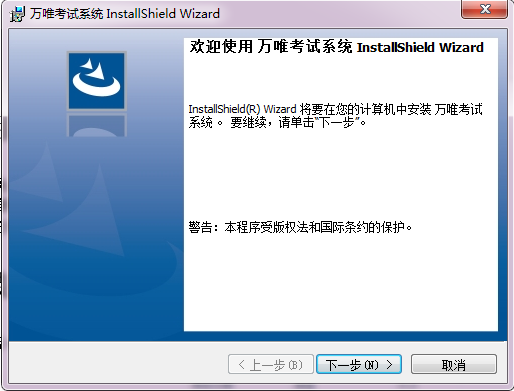 万唯考试系统 InstallShield Wizard
欢迎使用 万唯考试系统 InstallShield Wizard
InstallShield(R) Wizard 将要在您的计算机中安装 万唯考试
系统 。 要继续，请单击“下一步”。
警告：本程序受版权法和国际条约的保护。
< 上一步(B)
下一步(N) >
取消